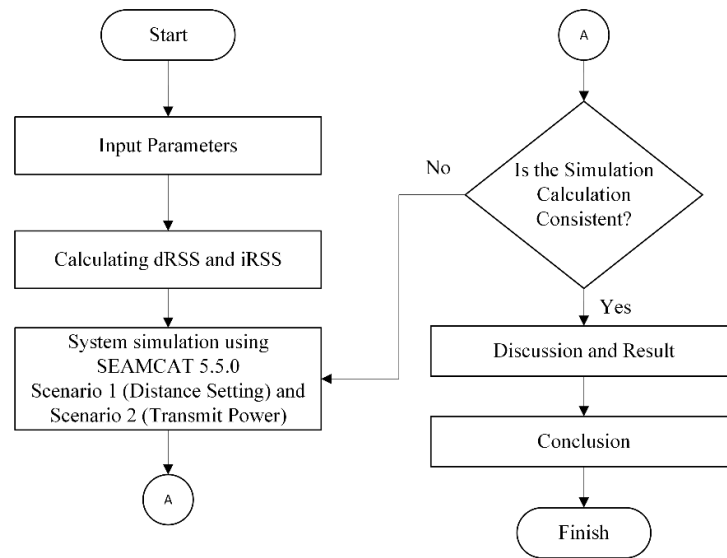 Start
Input Parameters
Calculating dRSS and iRSS
System simulation using
SEAMCAT 5.5.0
Scenario 1 (Distance Setting) and
Scenario 2 (Transmit Power)
A
A
Is the Simulation
Calculation
Consistent?
No
Yes
Discussion and Result
Conclusion
Finish